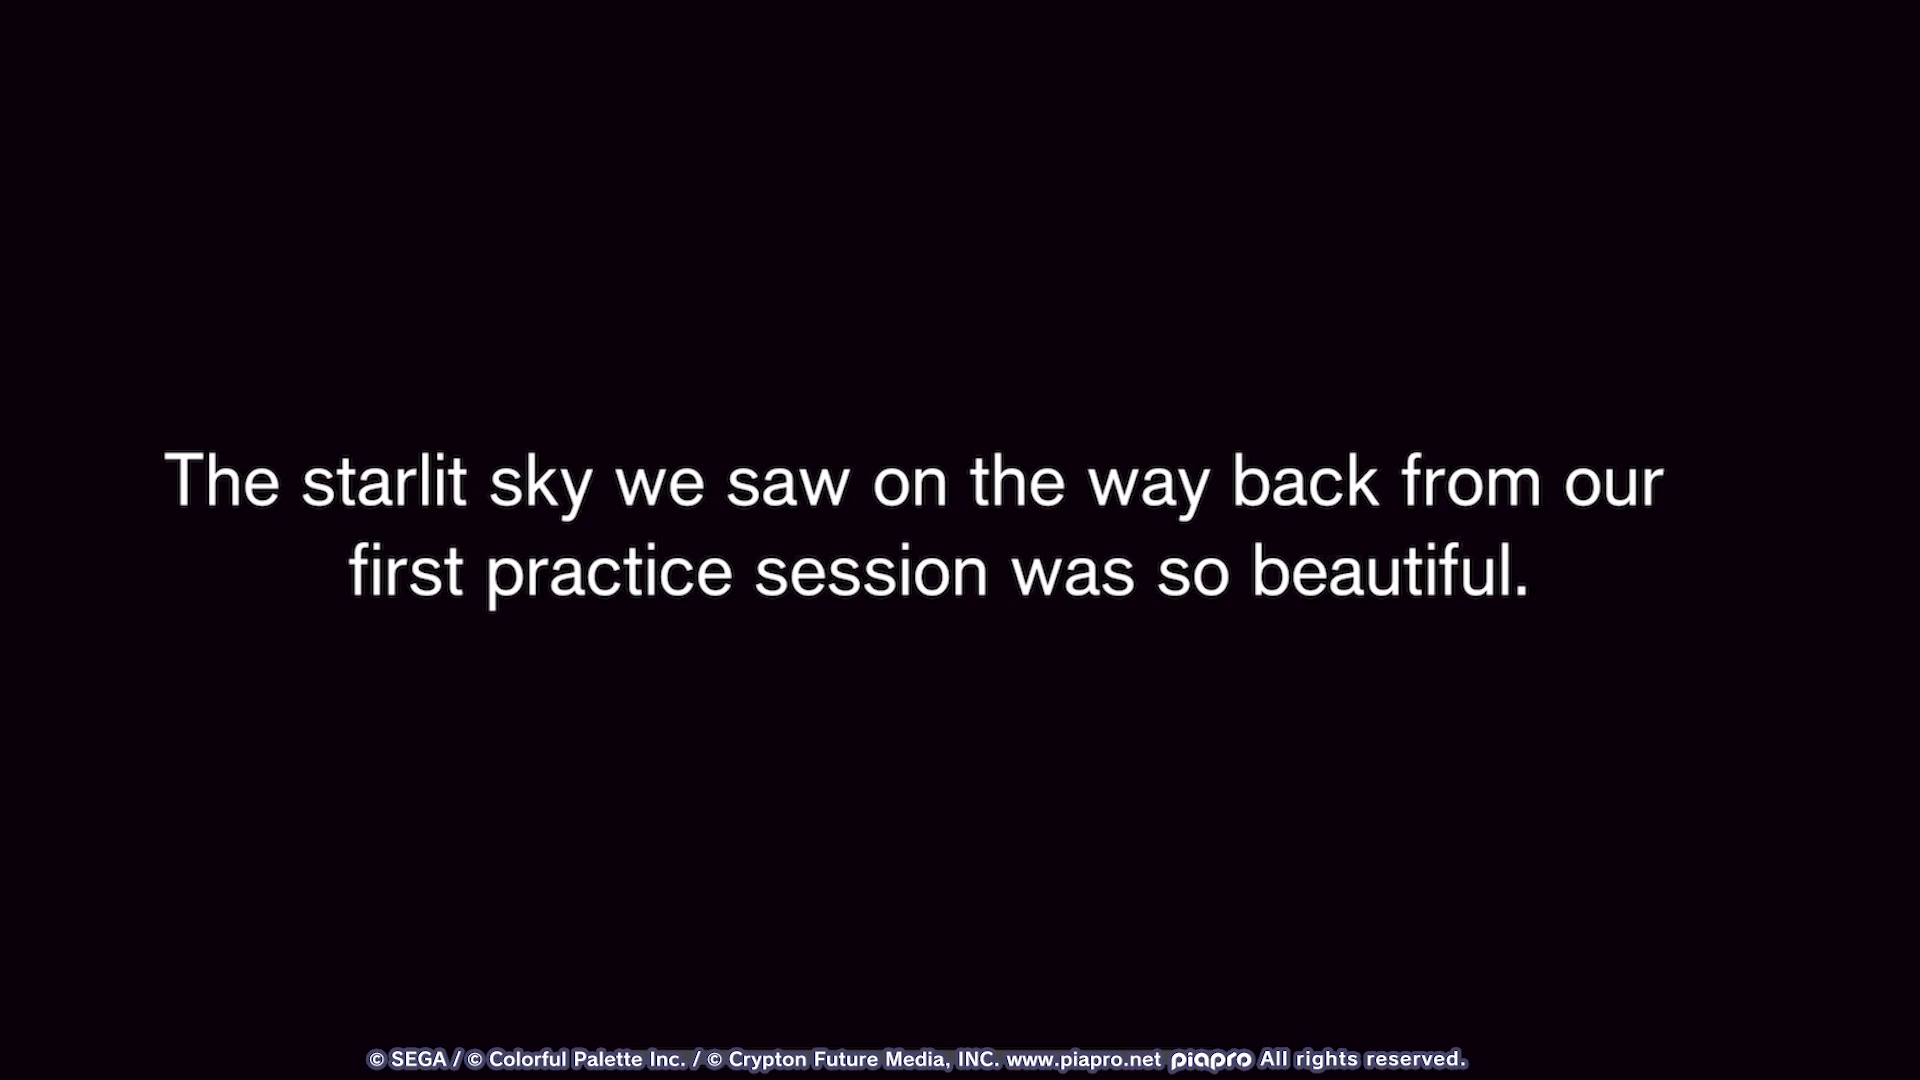 The starlit sky we saw on the way back from our
first practice session was so beautiful.
© SEGA / © Colorful Palette Inc. / © Crypton Future Media, INC. www.piapro.net piapro All rights reserved.